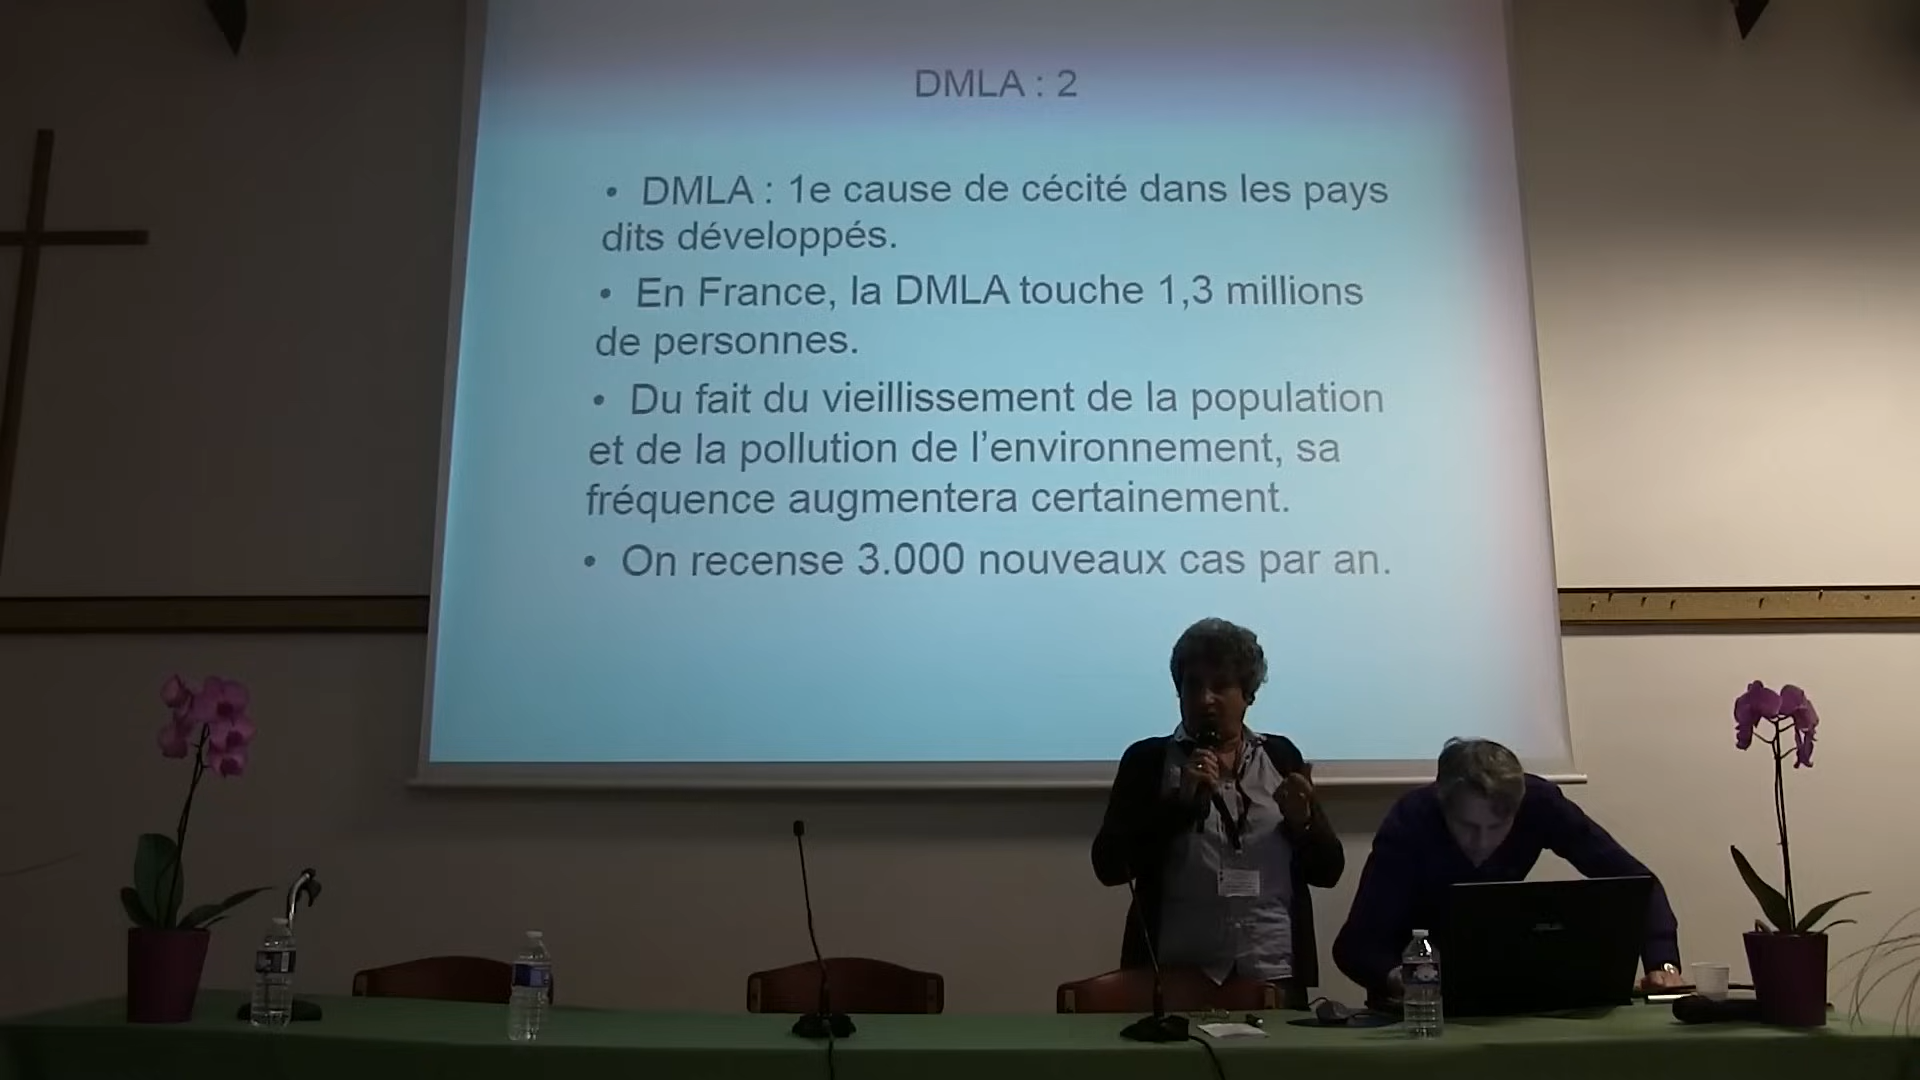 DMLA : 2
• DMLA : 1e cause de cécité dans les pays
dits développés.
• En France, la DMLA touche 1,3 millions
de personnes.
• Du fait du vieillissement de la population
et de la pollution de l’environnement, sa
fréquence augmentera certainement.
• On recense 3.000 nouveaux cas par an.